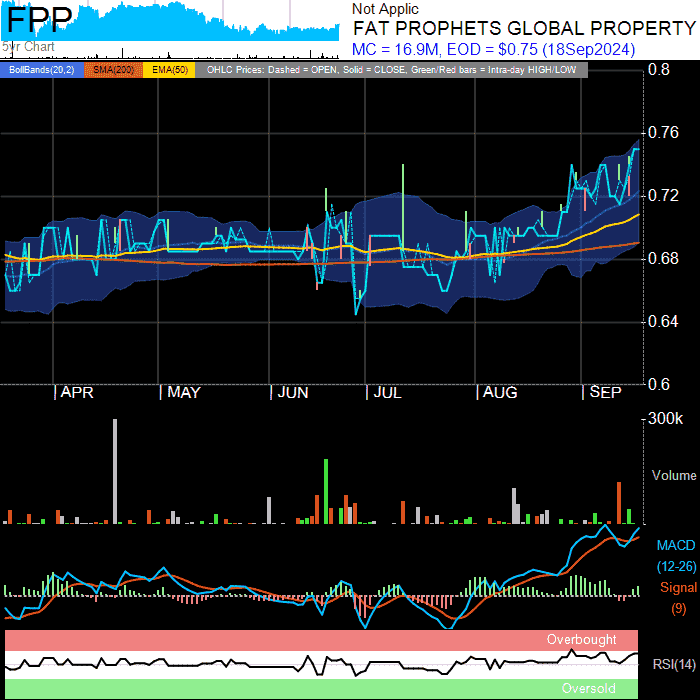 FPP
5yr Chart
Not Applic
FAT PROPHETS GLOBAL PROPERTY
MC = 16.9M, EOD = $0.75 (18Sep2024)
BollBands(20,2) SMA(200) EMA(50) OHLC Prices: Dashed = OPEN, Solid = CLOSE, Green/Red bars = Intra-day HIGH/LOW
0.8
0.76
0.72
0.68
0.64
0.6
APR MAY JUN JUL AUG SEP
300k
Volume
MACD
(12-26)
Signal
(9)
Overbought
RSI(14)
Oversold